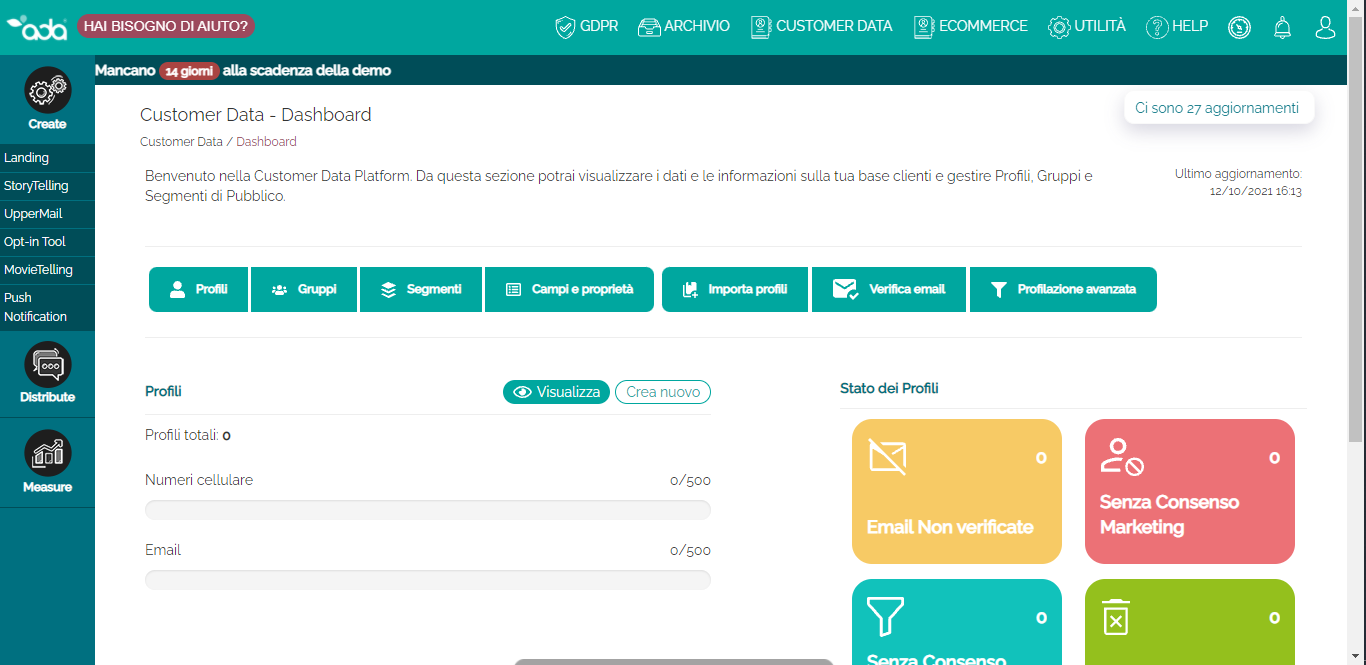 ada
HAI BISOGNO DI AIUTO?
GDPR
ARCHIVIO
CUSTOMER DATA
ECOMMERCE
UTILITÀ
HELP
Mancano 14 giorni alla scadenza della demo
Create
Landing
StoryTelling
UpperMail
Opt-in Tool
MovieTelling
Push
Notification
Distribute
Measure
Customer Data - Dashboard
Ci sono 27 aggiornamenti
Customer Data / Dashboard
Benvenuto nella Customer Data Platform. Da questa sezione potrai visualizzare i dati e le informazioni sulla tua base clienti e gestire Profili, Gruppi e
Segmenti di Pubblico.
Ultimo aggiornamento:
12/10/2021 16:13
Profili
Gruppi
Segmenti
Campi e proprietà
Importa profili
Verifica email
Profilazione avanzata
Profili
Visualizza
Crea nuovo
Profili totali: 0
Numeri cellulare
0/500
Email
0/500
Stato dei Profili
0
Email Non verificate
0
Senza Consenso
Marketing
0
Senza Consenso
0